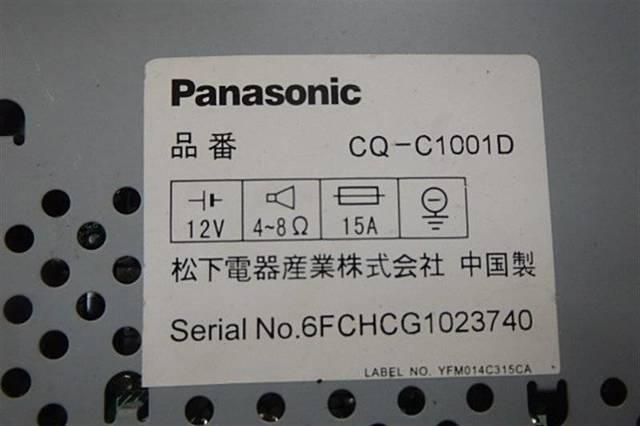 Panasonic
品番 CQ-C1001D
12V 4~8Ω 15A
松下電器産業株式会社 中国製
Serial No.6FCHCG1023740
LABEL NO. YFM014C315CA